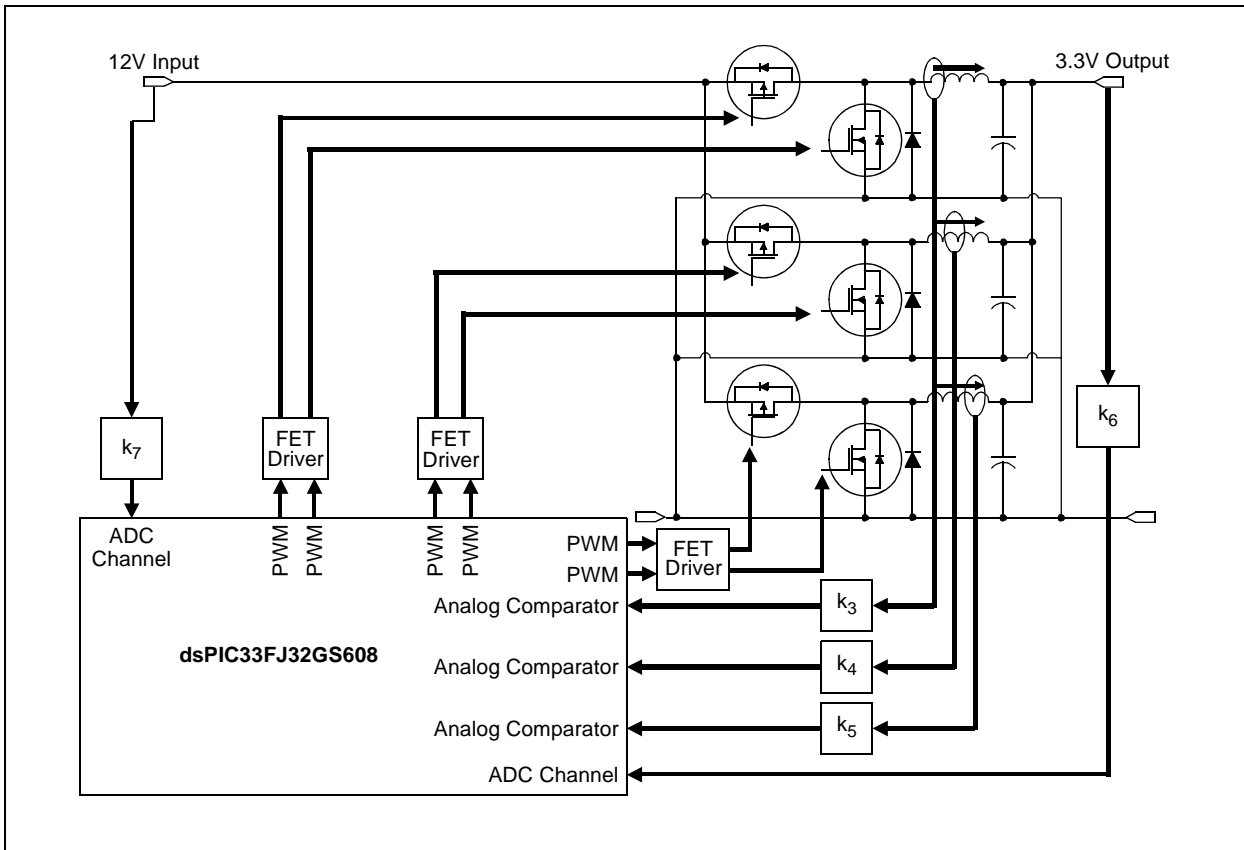 12V Input
3.3V Output
k7
FET
Driver
FET
Driver
k6
ADC
Channel
PWM
PWM
PWM
PWM
PWM
PWM
FET
Driver
Analog Comparator
k3
dsPIC33FJ32GS608
Analog Comparator
k4
Analog Comparator
k5
ADC Channel